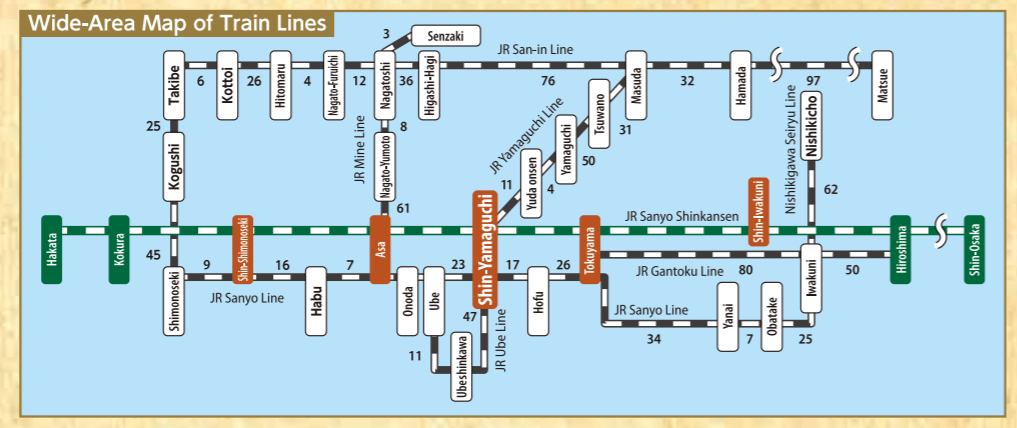 Wide-Area Map of Train Lines
3
Senzaki
JR San-in Line
Takibe
6
Kottoi
26
Hitomaru
4
Nagato-Furuichi
12
Nagatoshi
36
Higashi-Hagi
76
Masuda
32
Hamada
97
Matsue
25
Kogushi
JR Mine Line
8
Nagato-Yumoto
61
JR Yamaguchi Line
11
Yuda onsen
4
Yamaguchi
50
Tsuwano
31
Nishikigawa Seiryu Line
Nishikicho
62
Hakata
Kokura
Shin-Shimonoseki
Asa
Shin-Yamaguchi
Tokuyama
JR Sanyo Shinkansen
Shin-Iwakuni
Hiroshima
Shin-Osaka
45
Shimonoseki
9
16
Habu
7
JR Sanyo Line
Onoda
Ube
23
17
Hofu
26
JR Gantoku Line
80
Iwakuni
50
11
Ubeshinkawa
47
JR Ube Line
JR Sanyo Line
34
Yanai
7
Obatake
25